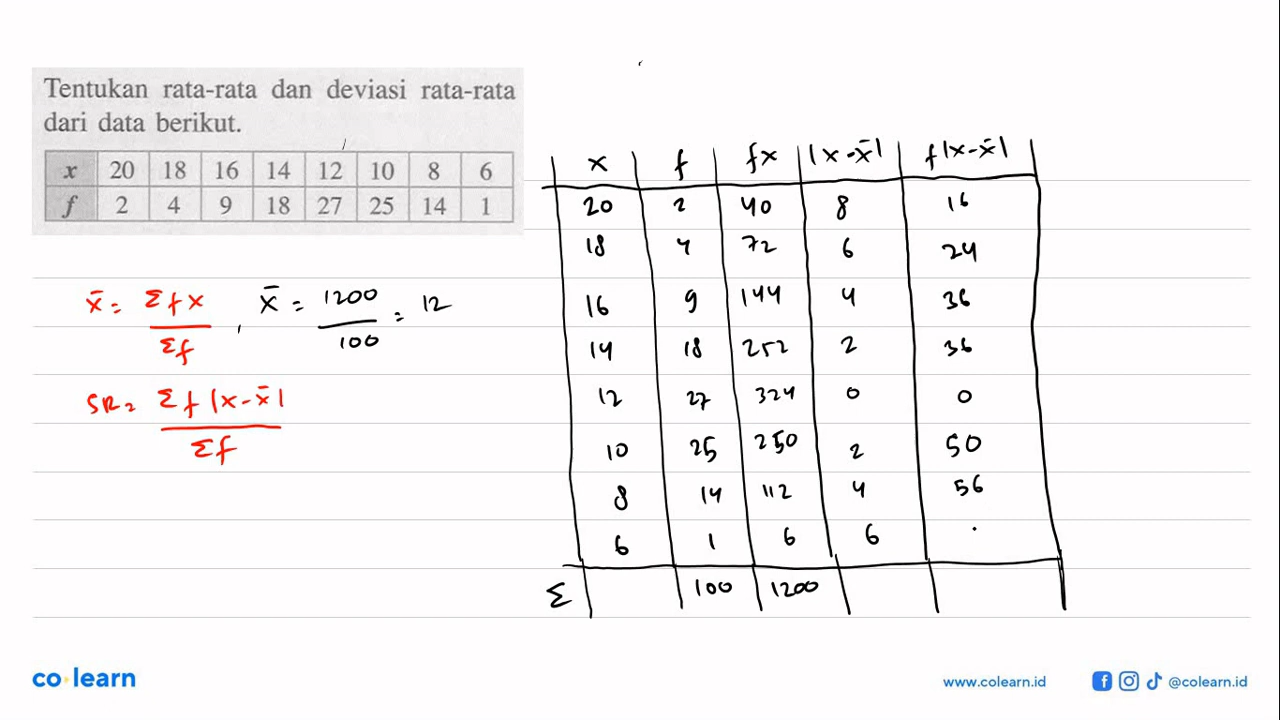 Tentukan rata-rata dan deviasi rata-rata
dari data berikut.
x 20 18 16 14 12 10 8 6
f 2 4 9 18 27 25 14 1
x̄ = Σfx / Σf , x̄ = 1200 / 100 = 12
SR = Σf|x-x̄| / Σf
x f fx |x-x̄| f|x-x̄|
20 2 40 8 16
18 4 72 6 24
16 9 144 4 36
14 18 252 2 36
12 27 324 0 0
10 25 250 2 50
8 14 112 4 56
6 1 6 6
Σ 100 1200
co·learn
www.colearn.id
@colearn.id